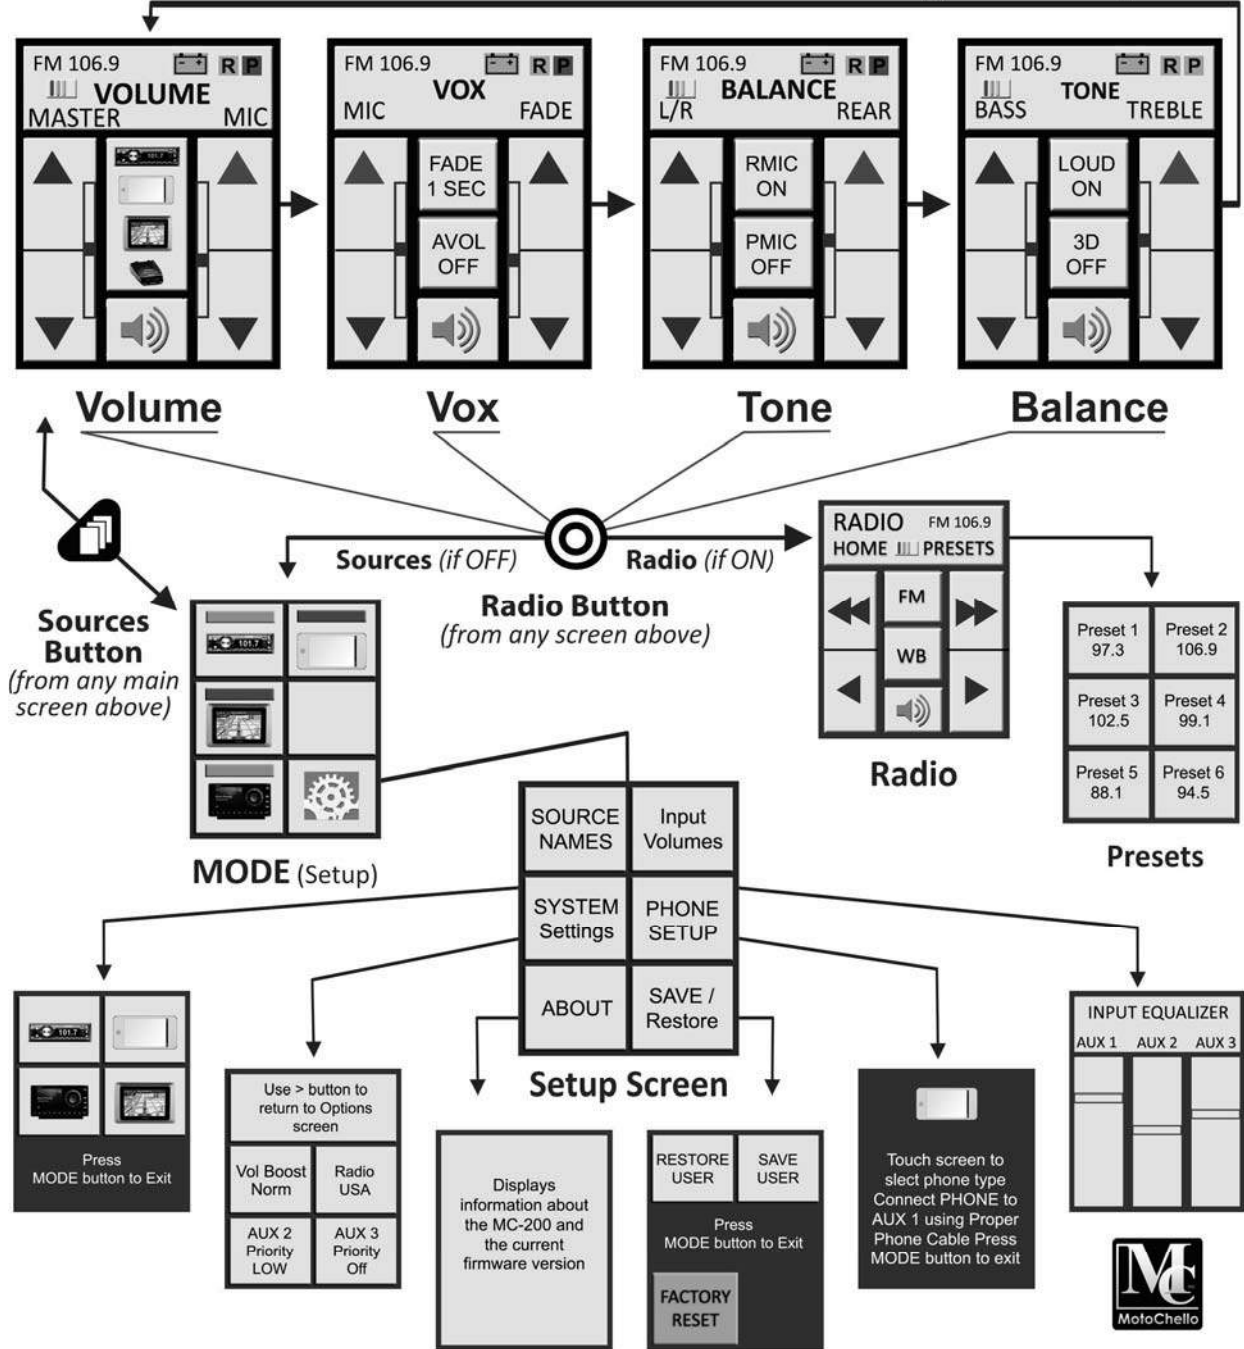 FM 106.9
R P
VOLUME
MASTER
MIC
101.7
FM 106.9
R P
VOX
MIC
FADE
FADE
1 SEC
AVOL
OFF
FM 106.9
R P
BALANCE
L/R
REAR
RMIC
ON
PMIC
OFF
FM 106.9
R P
TONE
BASS
TREBLE
LOUD
ON
3D
OFF
Volume
Vox
Tone
Balance
Sources (if OFF)
Radio (if ON)
Radio Button
(from any screen above)
Sources
Button
(from any main
screen above)
101.7
MODE (Setup)
RADIO FM 106.9
HOME PRESETS
FM
WB
Radio
Preset 1
97.3
Preset 2
106.9
Preset 3
102.5
Preset 4
99.1
Preset 5
88.1
Preset 6
94.5
Presets
SOURCE
NAMES
Input
Volumes
SYSTEM
Settings
PHONE
SETUP
ABOUT
SAVE /
Restore
Setup Screen
101.7
Press
MODE button to Exit
Use > button to
return to Options
screen
Vol Boost
Norm
Radio
USA
AUX 2
Priority
LOW
AUX 3
Priority
Off
Displays
information about
the MC-200 and
the current
firmware version
RESTORE
USER
SAVE
USER
Press
MODE button to Exit
FACTORY
RESET
Touch screen to
slect phone type
Connect PHONE to
AUX 1 using Proper
Phone Cable Press
MODE button to exit
INPUT EQUALIZER
AUX 1 AUX 2 AUX 3
MC
MotoChello